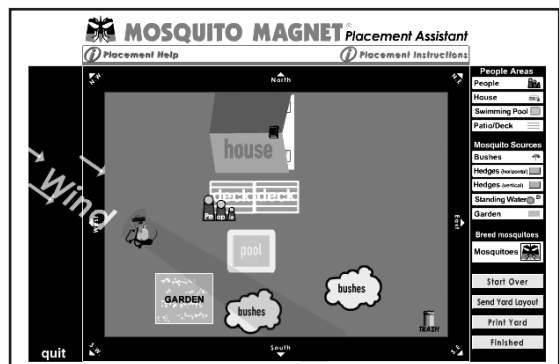 MOSQUITO MAGNET® Placement Assistant
i Placement Help
i Placement Instructions
N.W.
North
N.E.
People Areas
People
House
Swimming Pool
Patio/Deck
Mosquito Sources
Bushes
Hedges (horizontal)
Hedges (vertical)
Standing Water
Garden
Breed mosquitoes
Mosquitoes
Start Over
Send Yard Layout
Print Yard
Finished
house
deck deck
People
Wind
West
East
pool
GARDEN
bushes
bushes
TRASH
quit
S.W.
South
S.E.